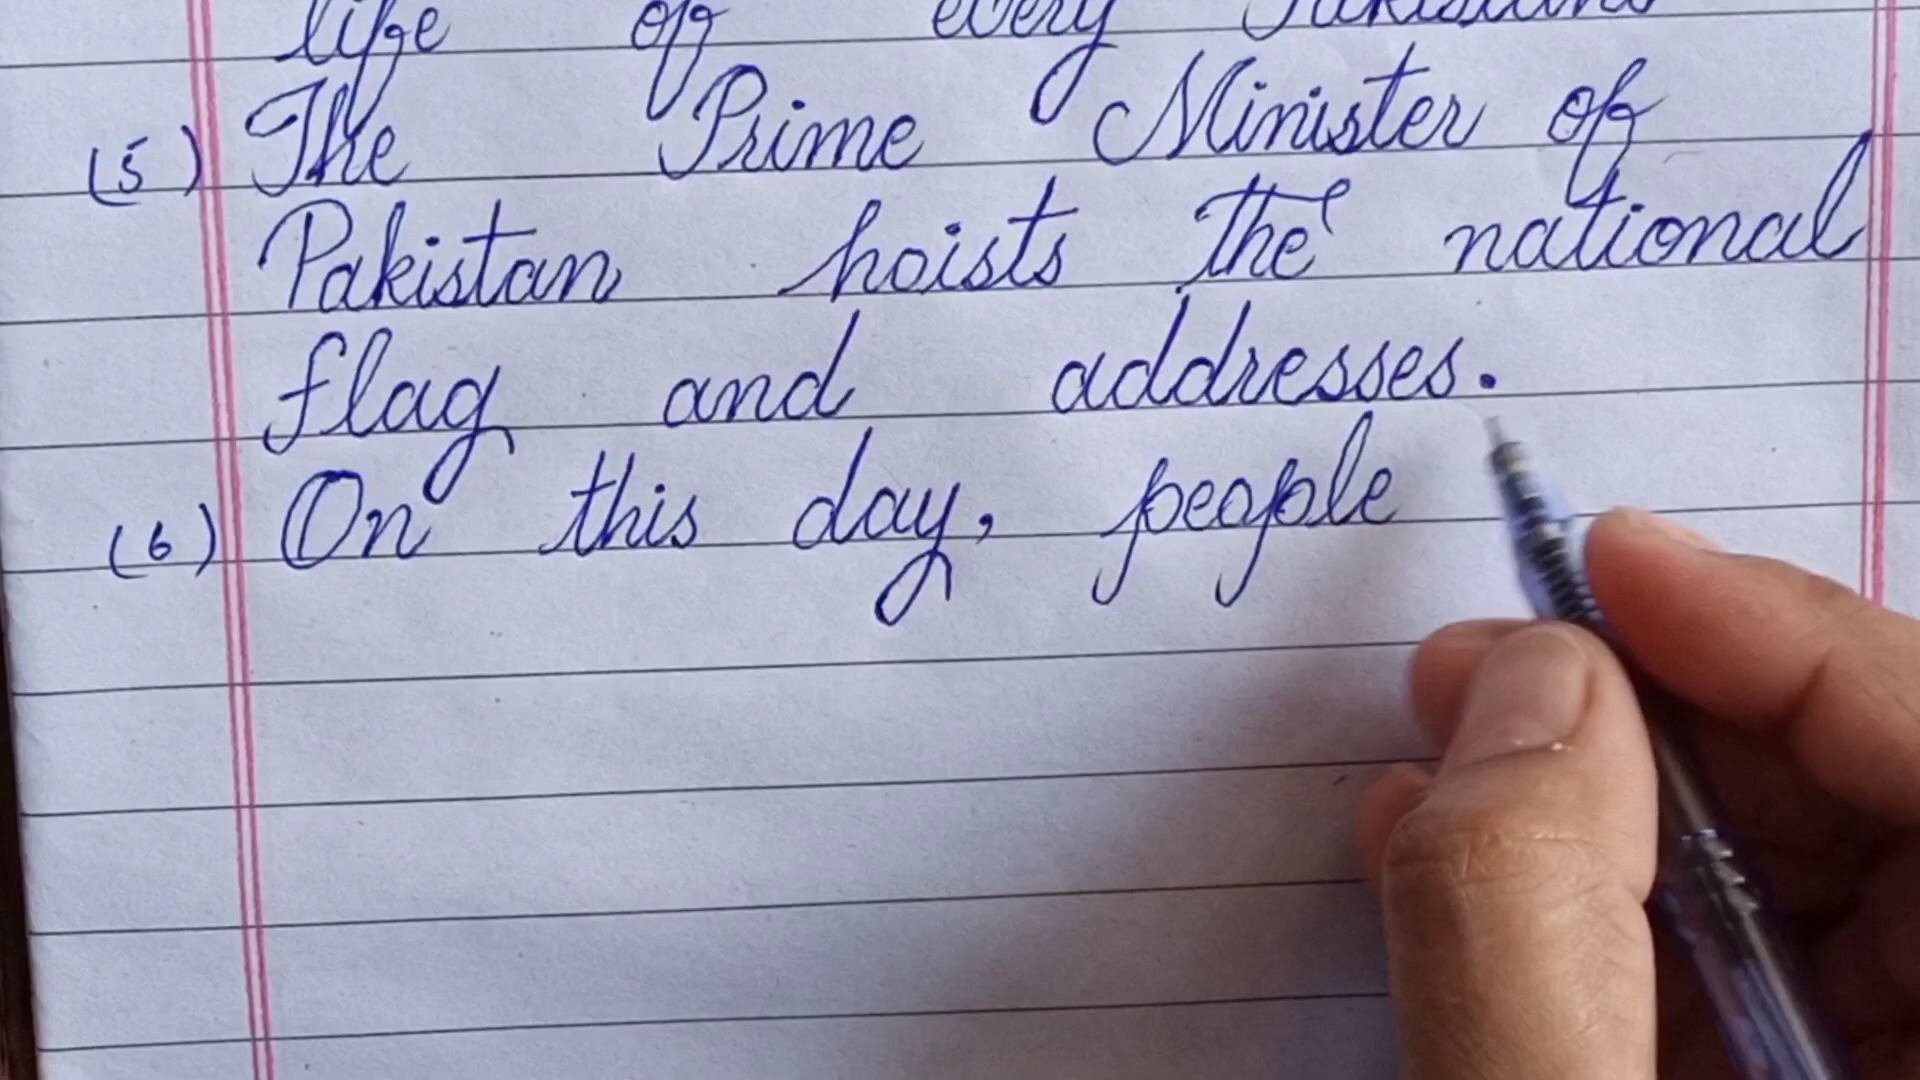 life of every Pakistani
(5) The Prime Minister of
Pakistan hoists the national
flag and addresses.
(6) On this day, people